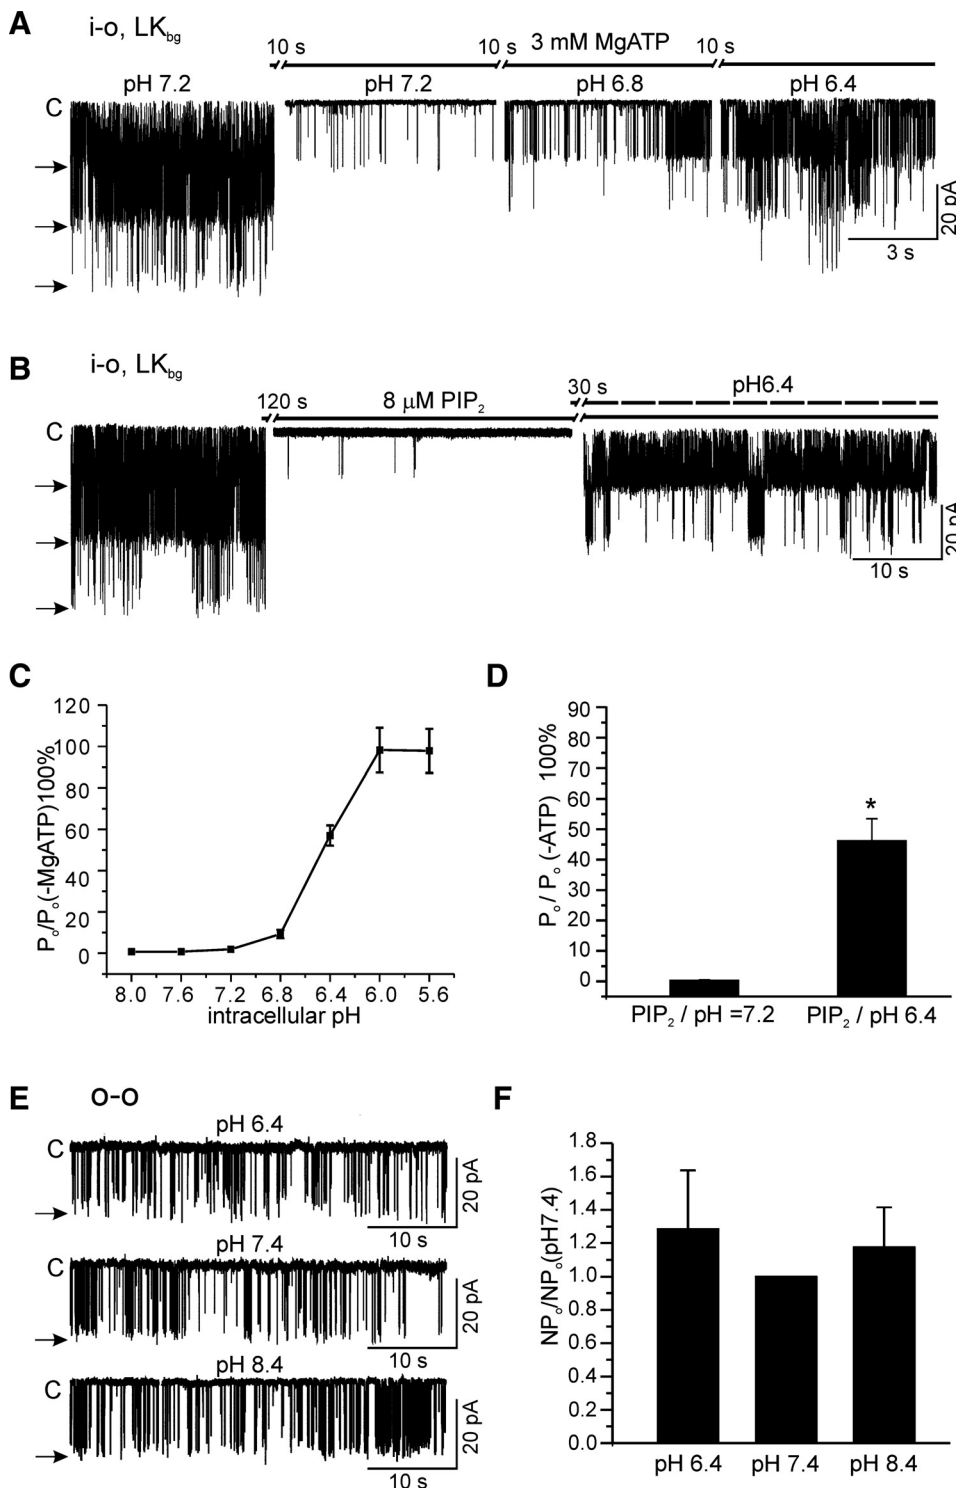 A
i-o, LKbg
10 s 10 s 3 mM MgATP 10 s
pH 7.2 pH 7.2 pH 6.8 pH 6.4
C
20 pA
3 s
B
i-o, LKbg
120 s 8 μM PIP2 30 s pH6.4
C
20 pA
10 s
C
Po/Po(-MgATP)100%
120
100
80
60
40
20
0
8.0 7.6 7.2 6.8 6.4 6.0 5.6
intracellular pH
D
Po/ Po (-ATP) 100%
90
80
70
60
50
40
30
20
10
0
*
PIP2 / pH =7.2 PIP2 / pH 6.4
E
o-o
pH 6.4
C
20 pA
10 s
pH 7.4
C
20 pA
10 s
pH 8.4
C
20 pA
10 s
F
NPo/NPo(pH7.4)
1.8
1.6
1.4
1.2
1.0
0.8
0.6
0.4
0.2
0.0
pH 6.4 pH 7.4 pH 8.4